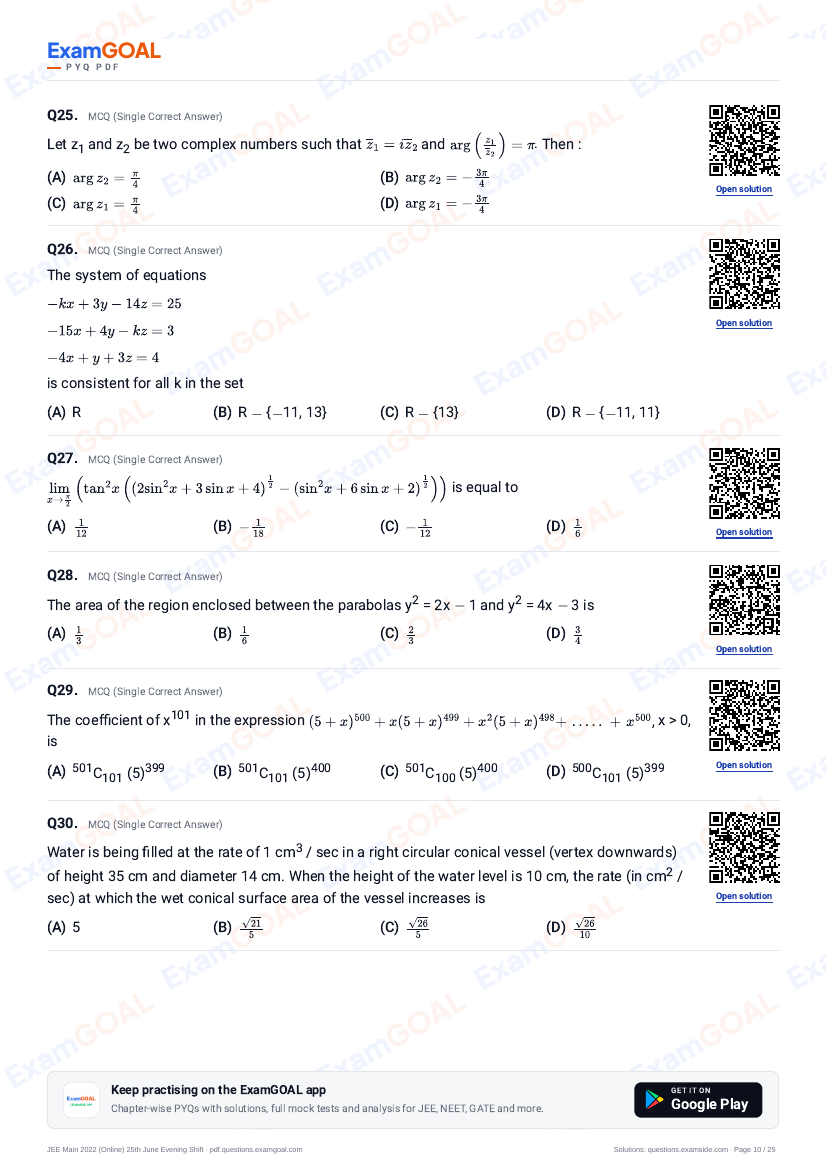 ExamGOAL
PYQ PDF
Q25. MCQ (Single Correct Answer)
Let z₁ and z₂ be two complex numbers such that z̅₁ = iz̅₂ and arg(z₁/z₂) = π. Then :
(A) arg z₂ = π/4 (B) arg z₂ = −3π/4
(C) arg z₁ = π/4 (D) arg z₁ = −3π/4
Open solution
Q26. MCQ (Single Correct Answer)
The system of equations
−kx + 3y − 14z = 25
−15x + 4y − kz = 3
−4x + y + 3z = 4
is consistent for all k in the set
(A) R (B) R − {−11, 13} (C) R − {13} (D) R − {−11, 11}
Open solution
Q27. MCQ (Single Correct Answer)
lim x→π/2 (tan²x((2sin²x + 3 sin x + 4)^(1/2) − (sin²x + 6 sin x + 2)^(1/2))) is equal to
(A) 1/12 (B) −1/18 (C) −1/12 (D) 1/6
Open solution
Q28. MCQ (Single Correct Answer)
The area of the region enclosed between the parabolas y² = 2x − 1 and y² = 4x − 3 is
(A) 1/3 (B) 1/6 (C) 2/3 (D) 3/4
Open solution
Q29. MCQ (Single Correct Answer)
The coefficient of x¹⁰¹ in the expression (5 + x)⁵⁰⁰ + x(5 + x)⁴⁹⁹ + x²(5 + x)⁴⁹⁸+ ..... + x⁵⁰⁰, x > 0,
is
(A) ⁵⁰¹C₁₀₁ (5)³⁹⁹ (B) ⁵⁰¹C₁₀₁ (5)⁴⁰⁰ (C) ⁵⁰¹C₁₀₀ (5)⁴⁰⁰ (D) ⁵⁰⁰C₁₀₁ (5)³⁹⁹
Open solution
Q30. MCQ (Single Correct Answer)
Water is being filled at the rate of 1 cm³ / sec in a right circular conical vessel (vertex downwards)
of height 35 cm and diameter 14 cm. When the height of the water level is 10 cm, the rate (in cm² /
sec) at which the wet conical surface area of the vessel increases is
(A) 5 (B) √21/5 (C) √26/5 (D) √26/10
Open solution
Keep practising on the ExamGOAL app
Chapter-wise PYQs with solutions, full mock tests and analysis for JEE, NEET, GATE and more.
GET IT ON
Google Play
JEE Main 2022 (Online) 25th June Evening Shift · pdf.questions.examgoal.com
Solutions: questions.examside.com · Page 10 / 25